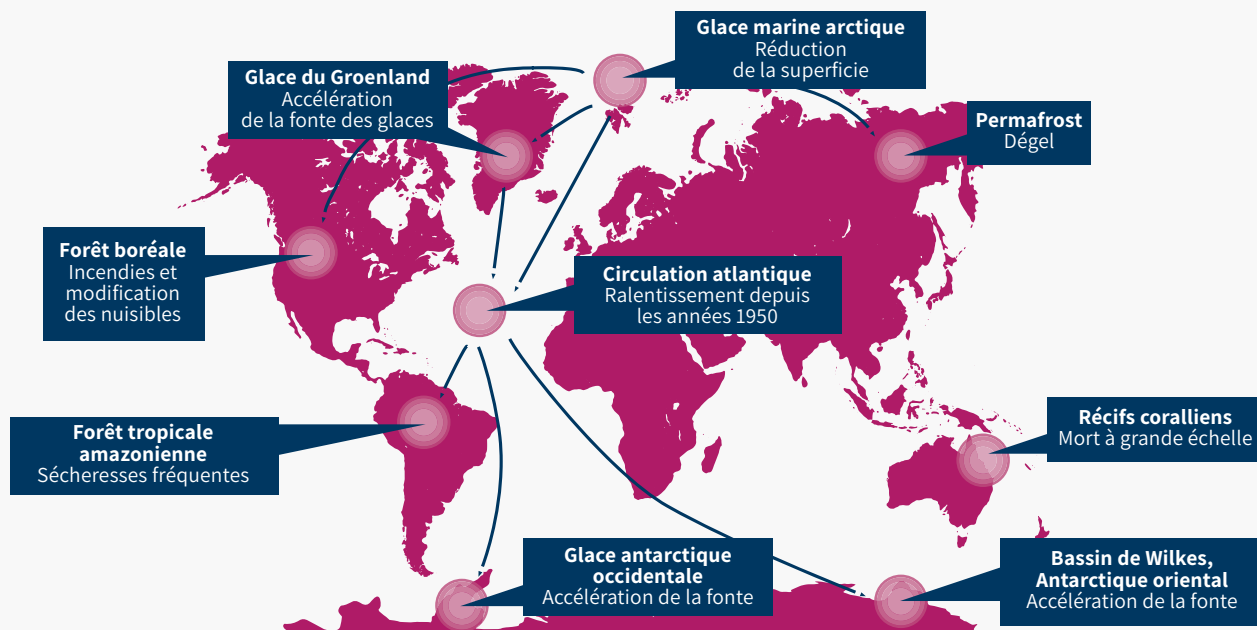 Glace marine arctique
Réduction
de la superficie
Glace du Groenland
Accélération
de la fonte des glaces
Permafrost
Dégel
Forêt boréale
Incendies et
modification
des nuisibles
Circulation atlantique
Ralentissement depuis
les années 1950
Forêt tropicale
amazonienne
Sécheresses fréquentes
Récifs coralliens
Mort à grande échelle
Glace antarctique
occidentale
Accélération de la fonte
Bassin de Wilkes,
Antarctique oriental
Accélération de la fonte